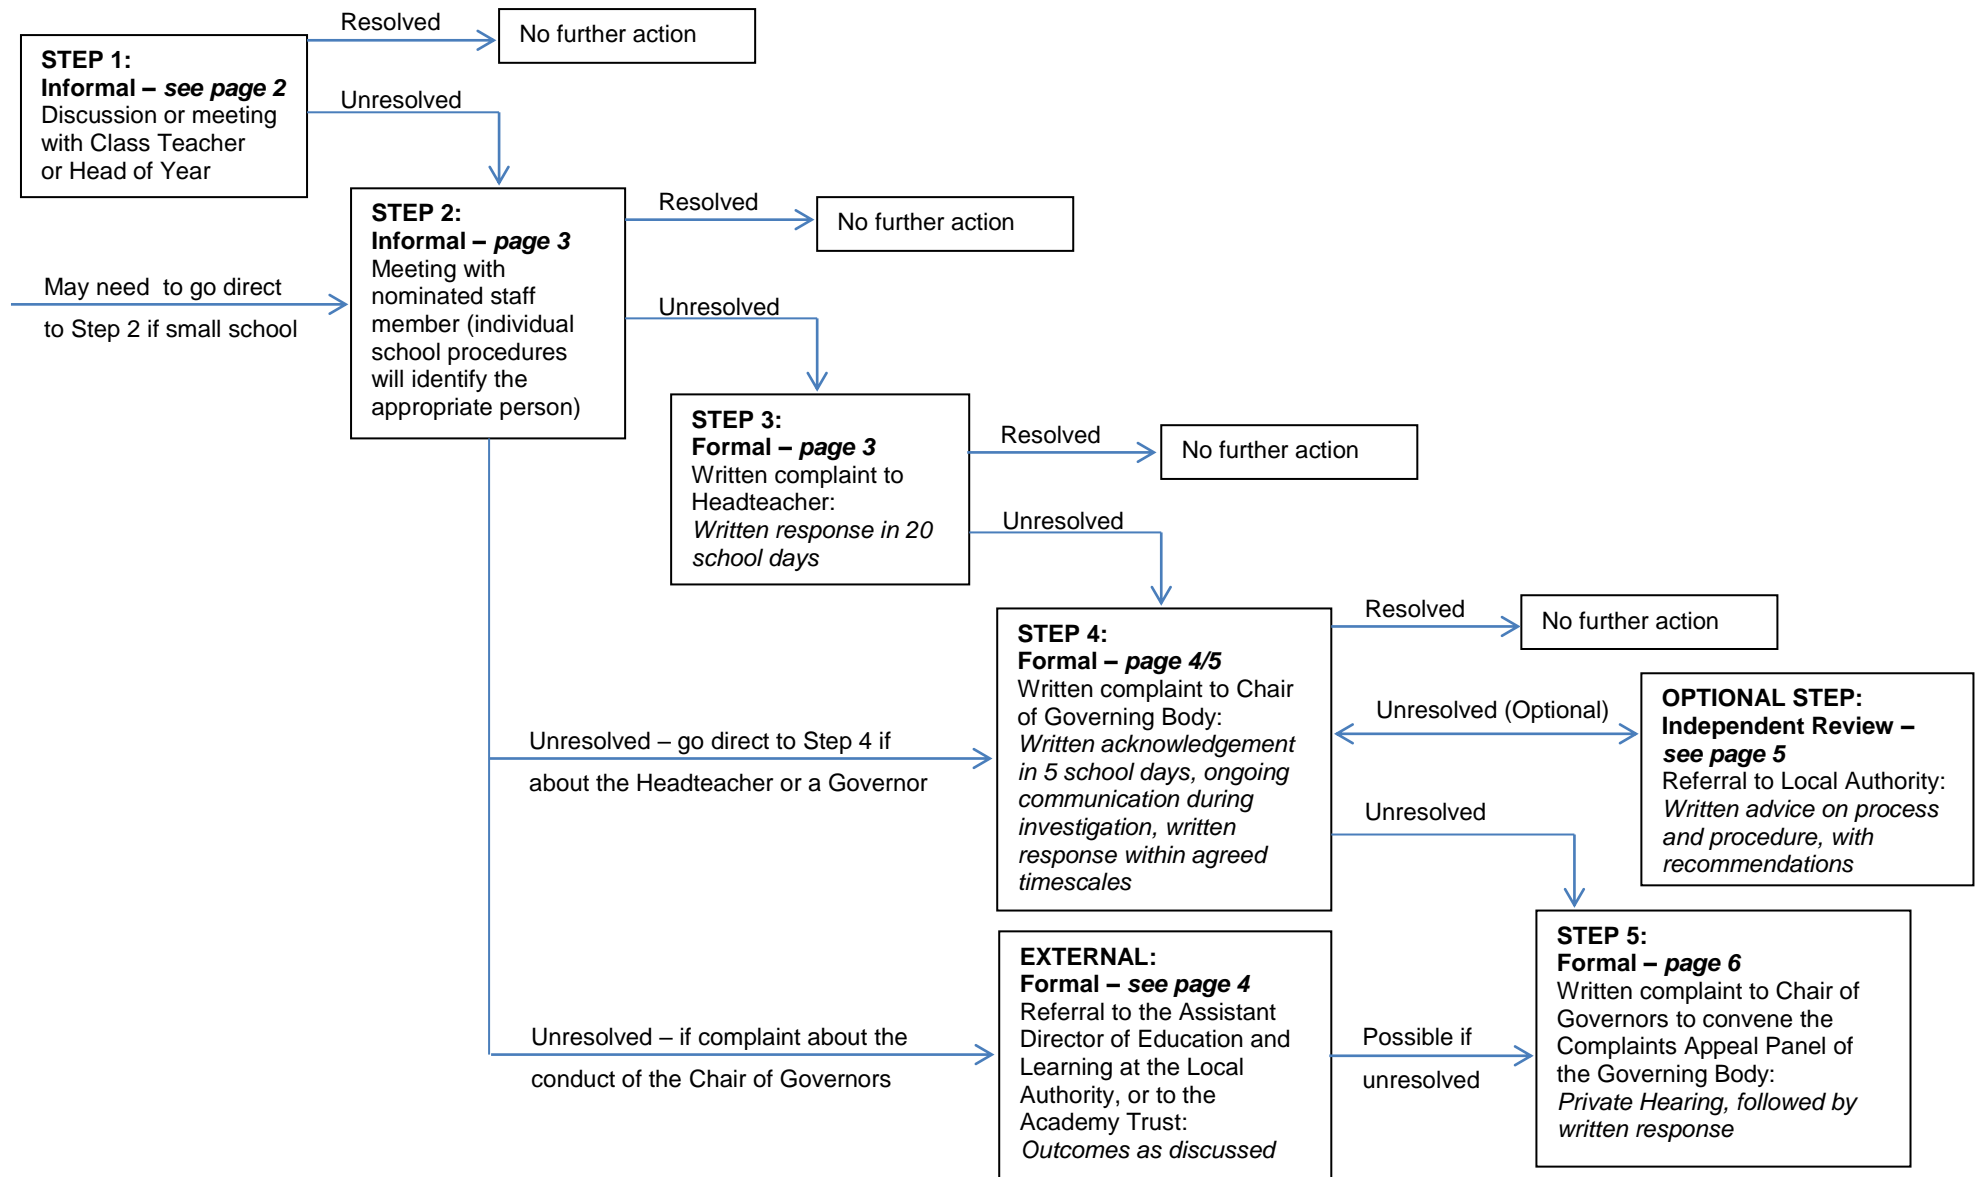 STEP 1:
Informal – see page 2
Discussion or meeting
with Class Teacher
or Head of Year
Resolved
No further action
Unresolved
May need  to go direct
to Step 2 if small school
STEP 2:
Informal – page 3
Meeting with
nominated staff
member (individual
school procedures
will identify the
appropriate person)
Resolved
No further action
Unresolved
STEP 3:
Formal – page 3
Written complaint to
Headteacher:
Written response in 20
school days
Resolved
No further action
Unresolved
Unresolved – go direct to Step 4 if
about the Headteacher or a Governor
STEP 4:
Formal – page 4/5
Written complaint to Chair
of Governing Body:
Written acknowledgement
in 5 school days, ongoing
communication during
investigation, written
response within agreed
timescales
Resolved
No further action
Unresolved (Optional)
OPTIONAL STEP:
Independent Review –
see page 5
Referral to Local Authority:
Written advice on process
and procedure, with
recommendations
Unresolved
Unresolved – if complaint about the
conduct of the Chair of Governors
EXTERNAL:
Formal – see page 4
Referral to the Assistant
Director of Education and
Learning at the Local
Authority, or to the
Academy Trust:
Outcomes as discussed
Possible if
unresolved
STEP 5:
Formal – page 6
Written complaint to Chair of
Governors to convene the
Complaints Appeal Panel of
the Governing Body:
Private Hearing, followed by
written response